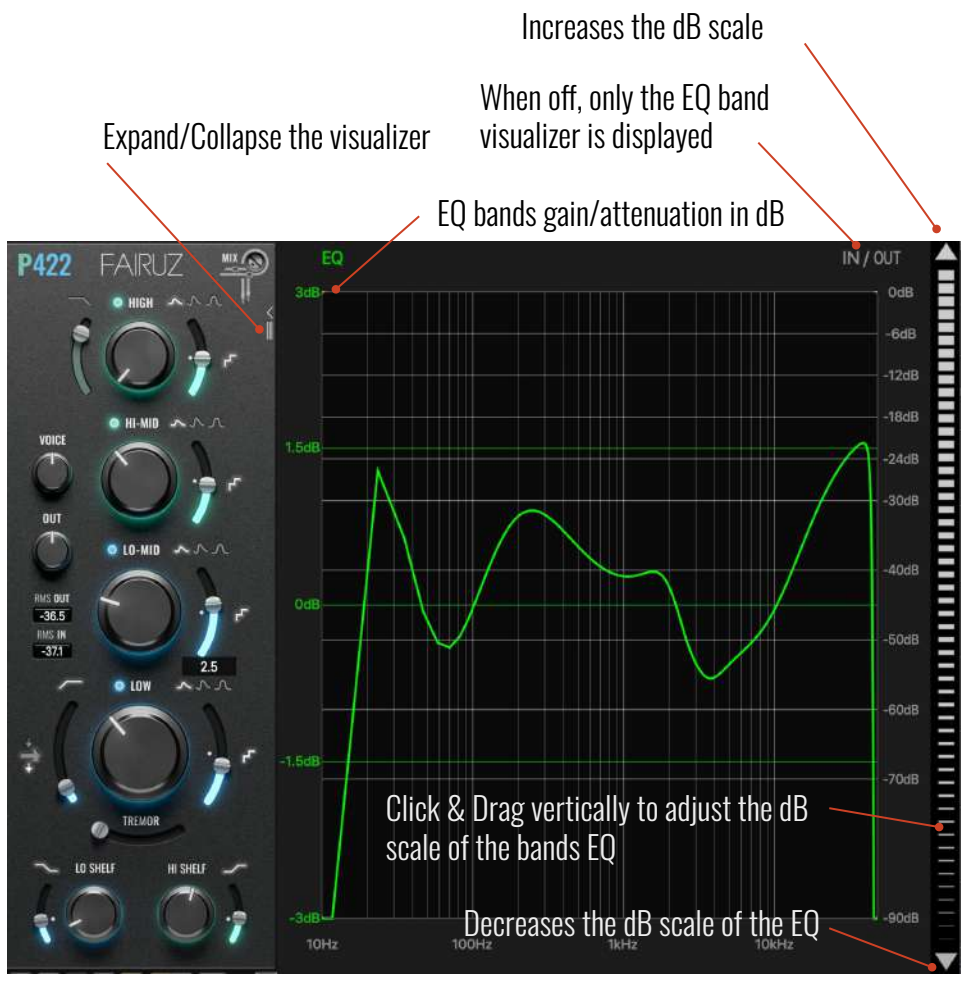 Increases the dB scale
When off, only the EQ band
visualizer is displayed
Expand/Collapse the visualizer
EQ bands gain/attenuation in dB
P422 FAIRUZ MIX
EQ
IN / OUT
HIGH
HI-MID
VOICE
OUT
LO-MID
RMS OUT
-36.5
RMS IN
-37.1
2.5
LOW
TREMOR
LO SHELF
HI SHELF
3dB
1.5dB
0dB
-1.5dB
-3dB
0dB
-6dB
-12dB
-18dB
-24dB
-30dB
-40dB
-50dB
-60dB
-70dB
-90dB
Click & Drag vertically to adjust the dB
scale of the bands EQ
Decreases the dB scale of the EQ
10Hz 100Hz 1kHz 10kHz